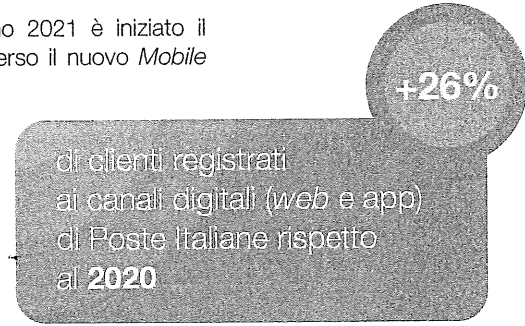 no 2021 è iniziato il
erso il nuovo Mobile
+26%
di clienti registrati
ai canali digitali (web e app)
di Poste Italiane rispetto
al 2020